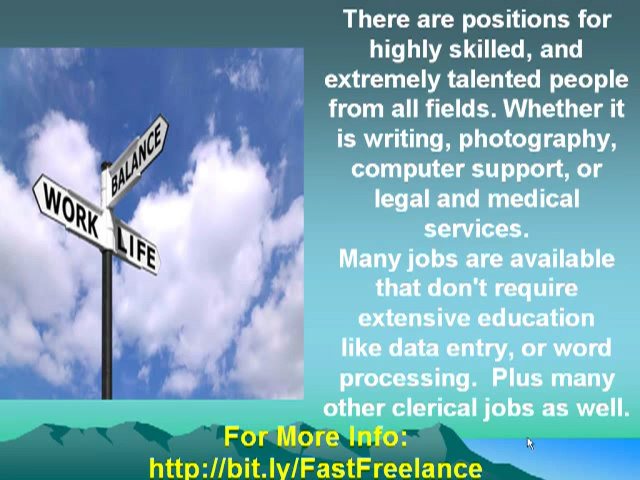 There are positions for
highly skilled, and
extremely talented people
from all fields. Whether it
is writing, photography,
computer support, or
legal and medical
services.
Many jobs are available
that don't require
extensive education
like data entry, or word
processing.  Plus many
other clerical jobs as well.
BALANCE
WORK
LIFE
For More Info:
http://bit.ly/FastFreelance